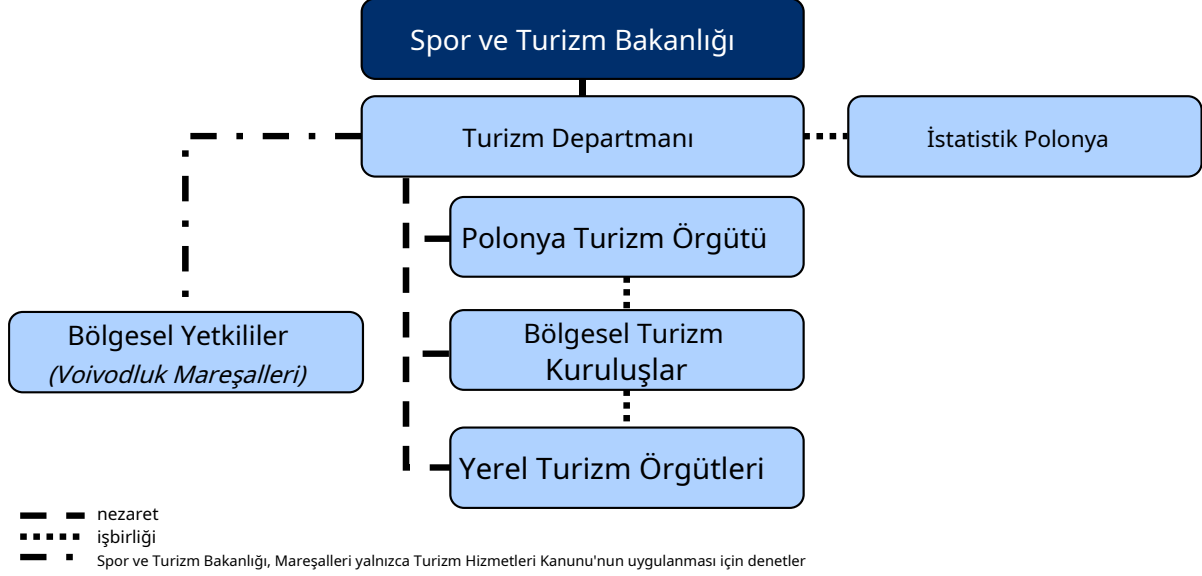 Spor ve Turizm Bakanlığı
Turizm Departmanı
İstatistik Polonya
Polonya Turizm Örgütü
Bölgesel Yetkililer
(Voivodluk Mareşalleri)
Bölgesel Turizm
Kuruluşlar
Yerel Turizm Örgütleri
nezaret
işbirliği
Spor ve Turizm Bakanlığı, Mareşalleri yalnızca Turizm Hizmetleri Kanunu'nun uygulanması için denetler